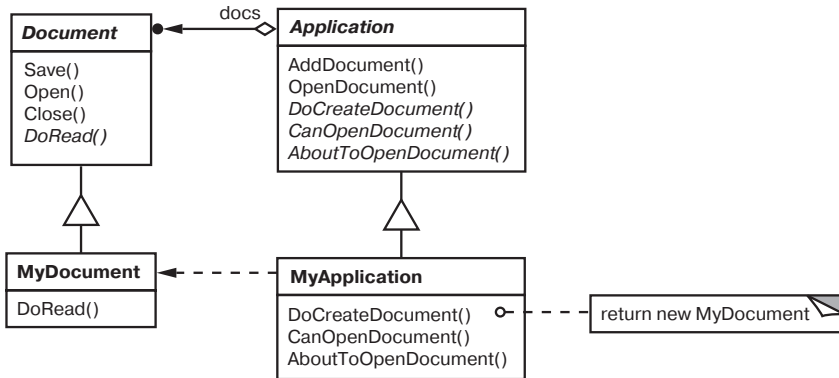 docs
Document
Save()
Open()
Close()
DoRead()
Application
AddDocument()
OpenDocument()
DoCreateDocument()
CanOpenDocument()
AboutToOpenDocument()
MyDocument
DoRead()
MyApplication
DoCreateDocument()
CanOpenDocument()
AboutToOpenDocument()
return new MyDocument